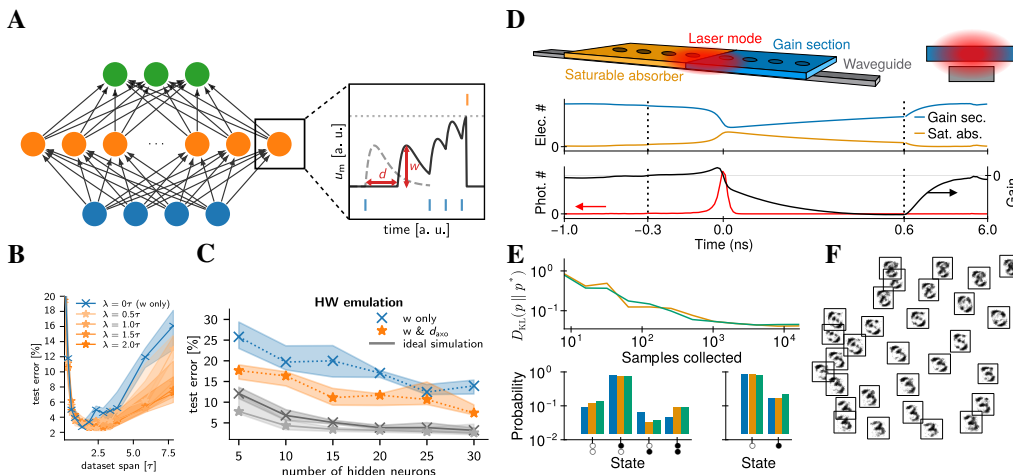 A
. . .
u_m [a. u.]
d
w
time [a. u.]
B
test error [%]
20
18
16
14
12
10
8
6
4
2
λ = 0τ (w only)
λ = 0.5τ
λ = 1.0τ
λ = 1.5τ
λ = 2.0τ
2.5
5.0
7.5
dataset span [τ]
C
HW emulation
w only
w & d_axo
ideal simulation
test error [%]
30
25
20
15
10
5
0
5
10
15
20
25
30
number of hidden neurons
D
Laser mode
Gain section
Saturable absorber
Waveguide
Elec. #
0
Gain sec.
Sat. abs.
Phot. #
0
0
Gain
-1.0
-0.3
0.0
0.6
6.0
Time (ns)
E
D_KL(p || p*)
10^0
10^-1
10^1
10^2
10^3
10^4
Samples collected
Probability
10^0
10^-1
10^-2
State
State
F